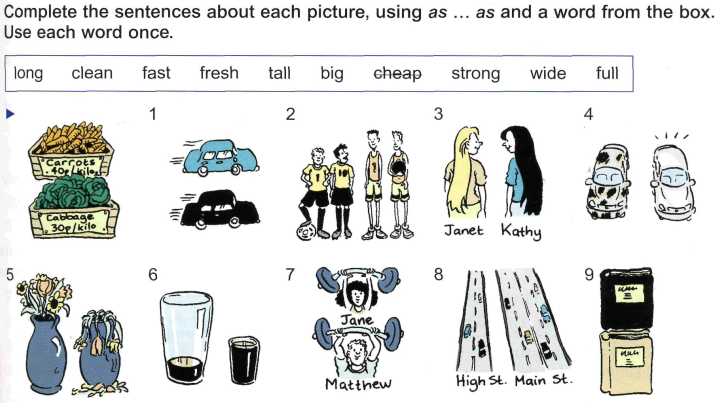 Complete the sentences about each picture, using as ... as and a word from the box.
Use each word once.
long clean fast fresh tall big cheap strong wide full
1 2 3 4
Carrots
40p/kilo
Cabbage
30p/kilo
Janet Kathy
5 6 7 8 9
Jane
Matthew
High St. Main St.